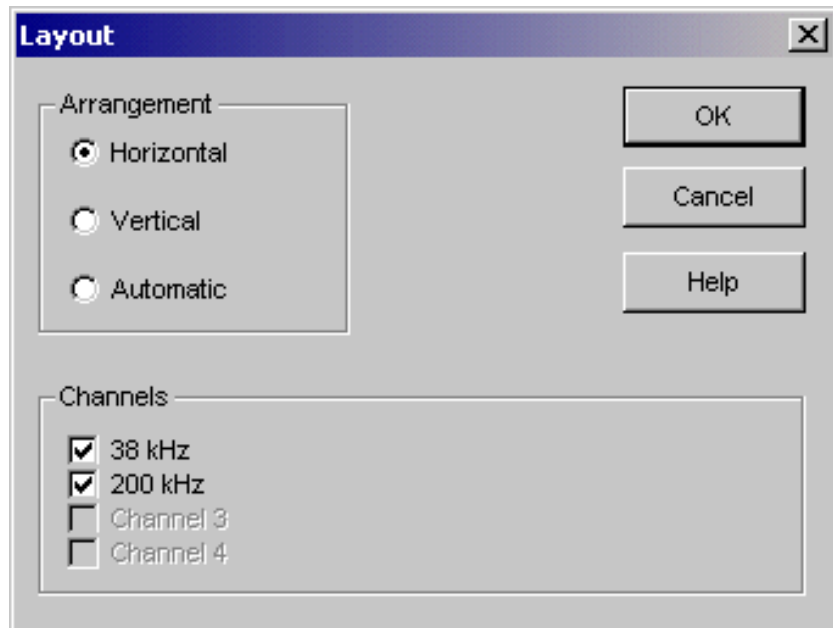 Layout
Arrangement
Horizontal
Vertical
Automatic
OK
Cancel
Help
Channels
38 kHz
200 kHz
Channel 3
Channel 4